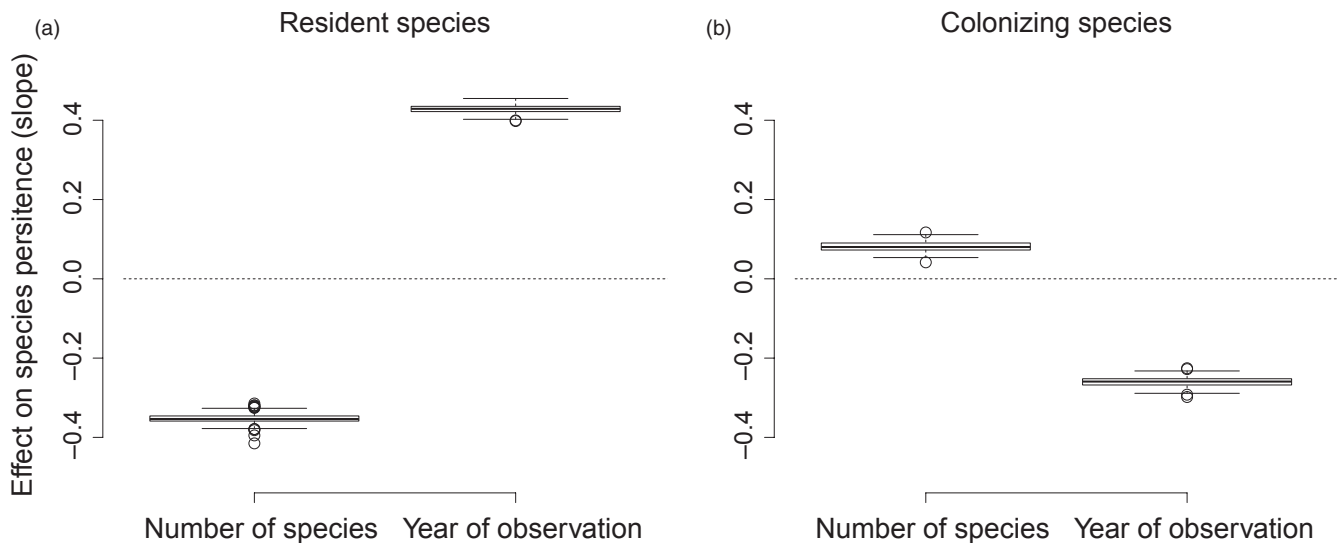 (a)
Resident species
(b)
Colonizing species
Effect on species persitence (slope)
0.4
0.2
0.0
−0.2
−0.4
0.4
0.2
0.0
−0.2
−0.4
Number of species
Year of observation
Number of species
Year of observation